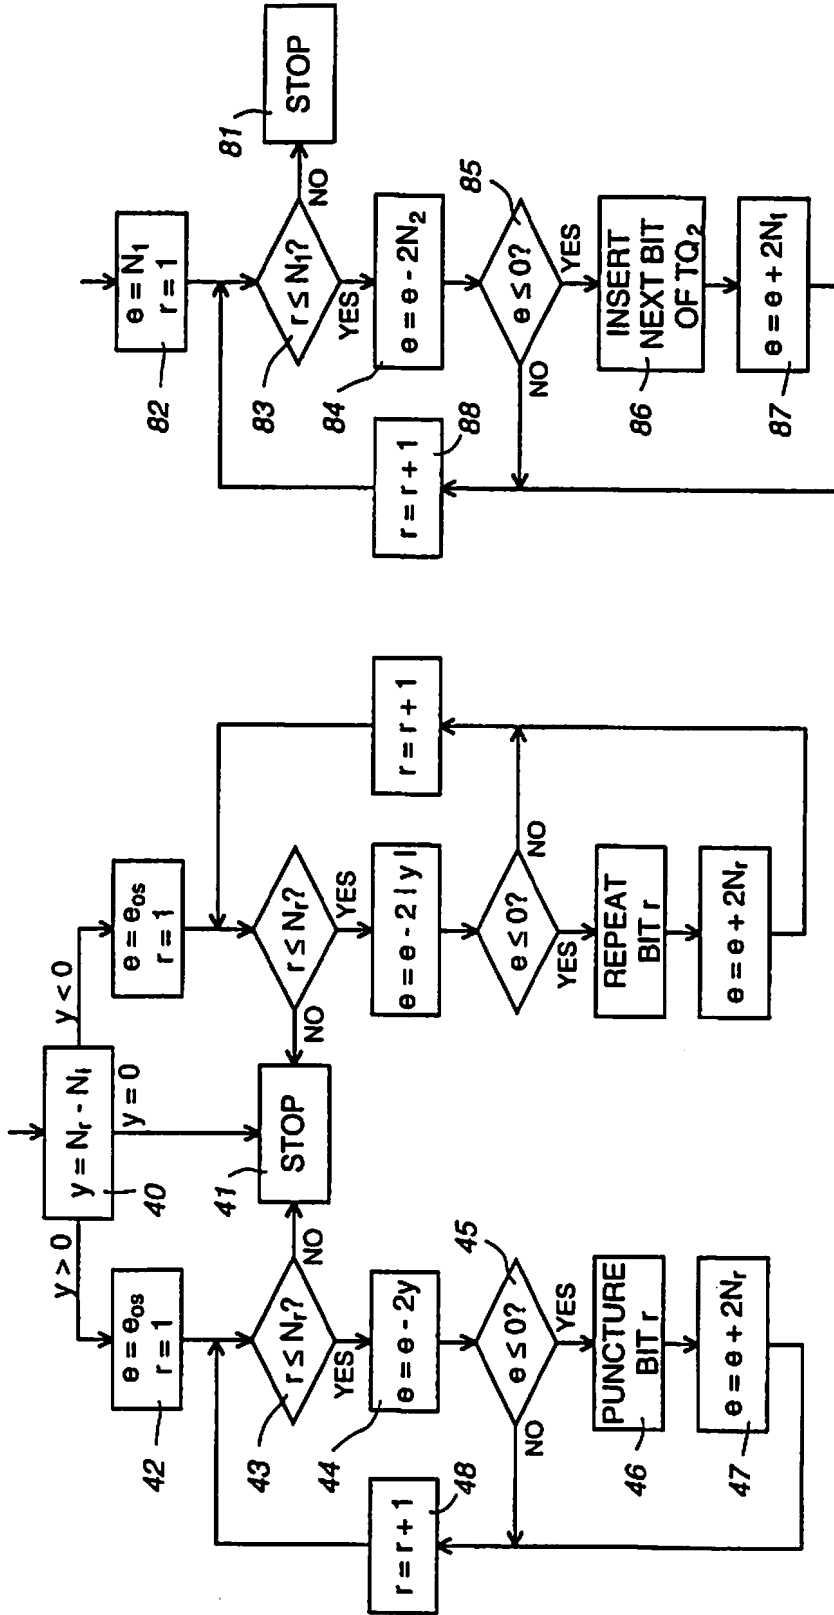 y = Nr - Ni
40
y > 0
y = 0
y < 0
e = eos
r = 1
42
e = eos
r = 1
r ≤ Nr?
43
NO
YES
STOP
41
r ≤ Nr?
NO
YES
e = e - 2y
44
r = r + 1
48
e = e - 2 | y |
r = r + 1
e ≤ 0?
45
NO
YES
e ≤ 0?
NO
YES
PUNCTURE
BIT r
46
REPEAT
BIT r
e = e + 2Nr
47
e = e + 2Nr
e = N1
r = 1
82
r ≤ N1?
83
NO
YES
STOP
81
e = e - 2N2
84
r = r + 1
88
e ≤ 0?
85
NO
YES
INSERT
NEXT BIT
OF TQ2
86
e = e + 2N1
87